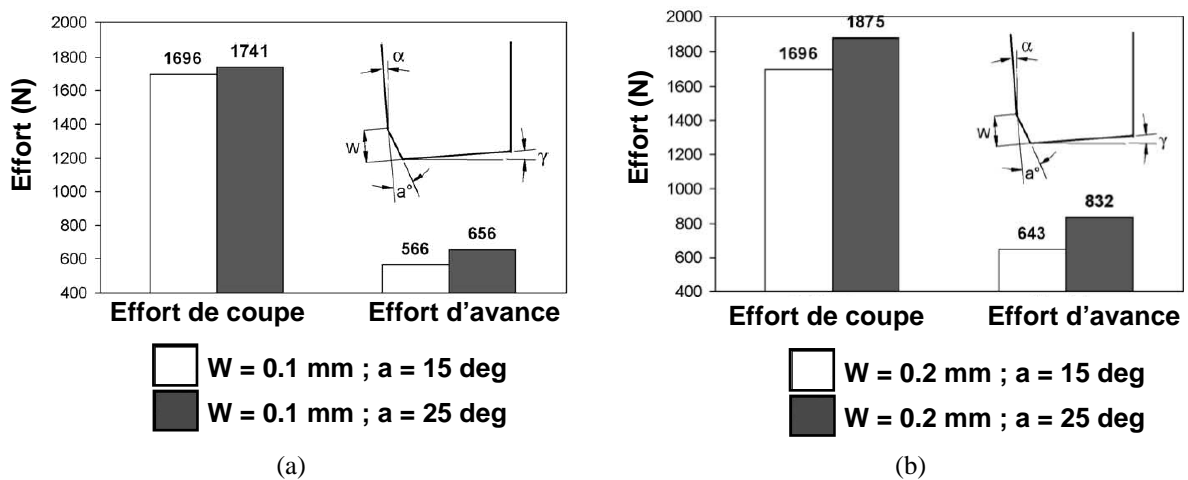 2000
1800
1600
1400
1200
1000
800
600
400
Effort (N)
1696
1741
566
656
α
W
a°
γ
Effort de coupe
Effort d’avance
W = 0.1 mm ; a = 15 deg
W = 0.1 mm ; a = 25 deg
(a)
2000
1800
1600
1400
1200
1000
800
600
400
Effort (N)
1696
1875
643
832
α
W
a°
γ
Effort de coupe
Effort d’avance
W = 0.2 mm ; a = 15 deg
W = 0.2 mm ; a = 25 deg
(b)